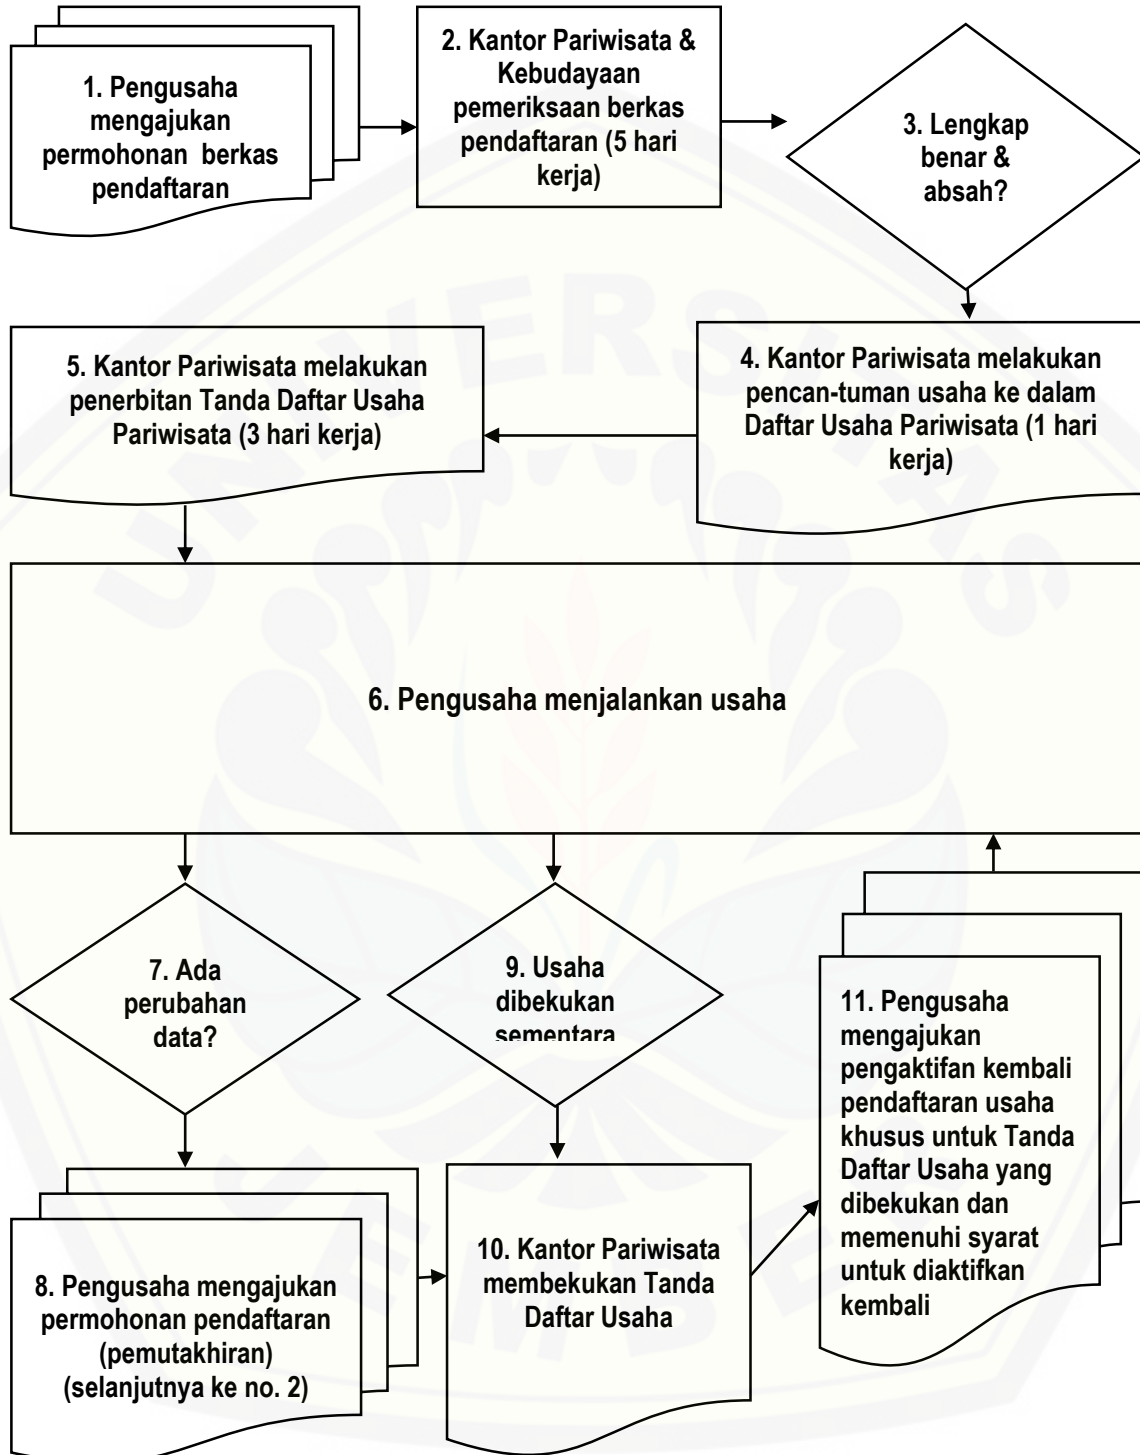 1. Pengusaha
mengajukan
permohonan berkas
pendaftaran
2. Kantor Pariwisata &
Kebudayaan
pemeriksaan berkas
pendaftaran (5 hari
kerja)
3. Lengkap
benar &
absah?
4. Kantor Pariwisata melakukan
pencan-tuman usaha ke dalam
Daftar Usaha Pariwisata (1 hari
kerja)
5. Kantor Pariwisata melakukan
penerbitan Tanda Daftar Usaha
Pariwisata (3 hari kerja)
6. Pengusaha menjalankan usaha
7. Ada
perubahan
data?
8. Pengusaha mengajukan
permohonan pendaftaran
(pemutakhiran)
(selanjutnya ke no. 2)
9. Usaha
dibekukan
sementara
10. Kantor Pariwisata
membekukan Tanda
Daftar Usaha
11. Pengusaha
mengajukan
pengaktifan kembali
pendaftaran usaha
khusus untuk Tanda
Daftar Usaha yang
dibekukan dan
memenuhi syarat
untuk diaktifkan
kembali
UNIVERSITAS
JEMBER